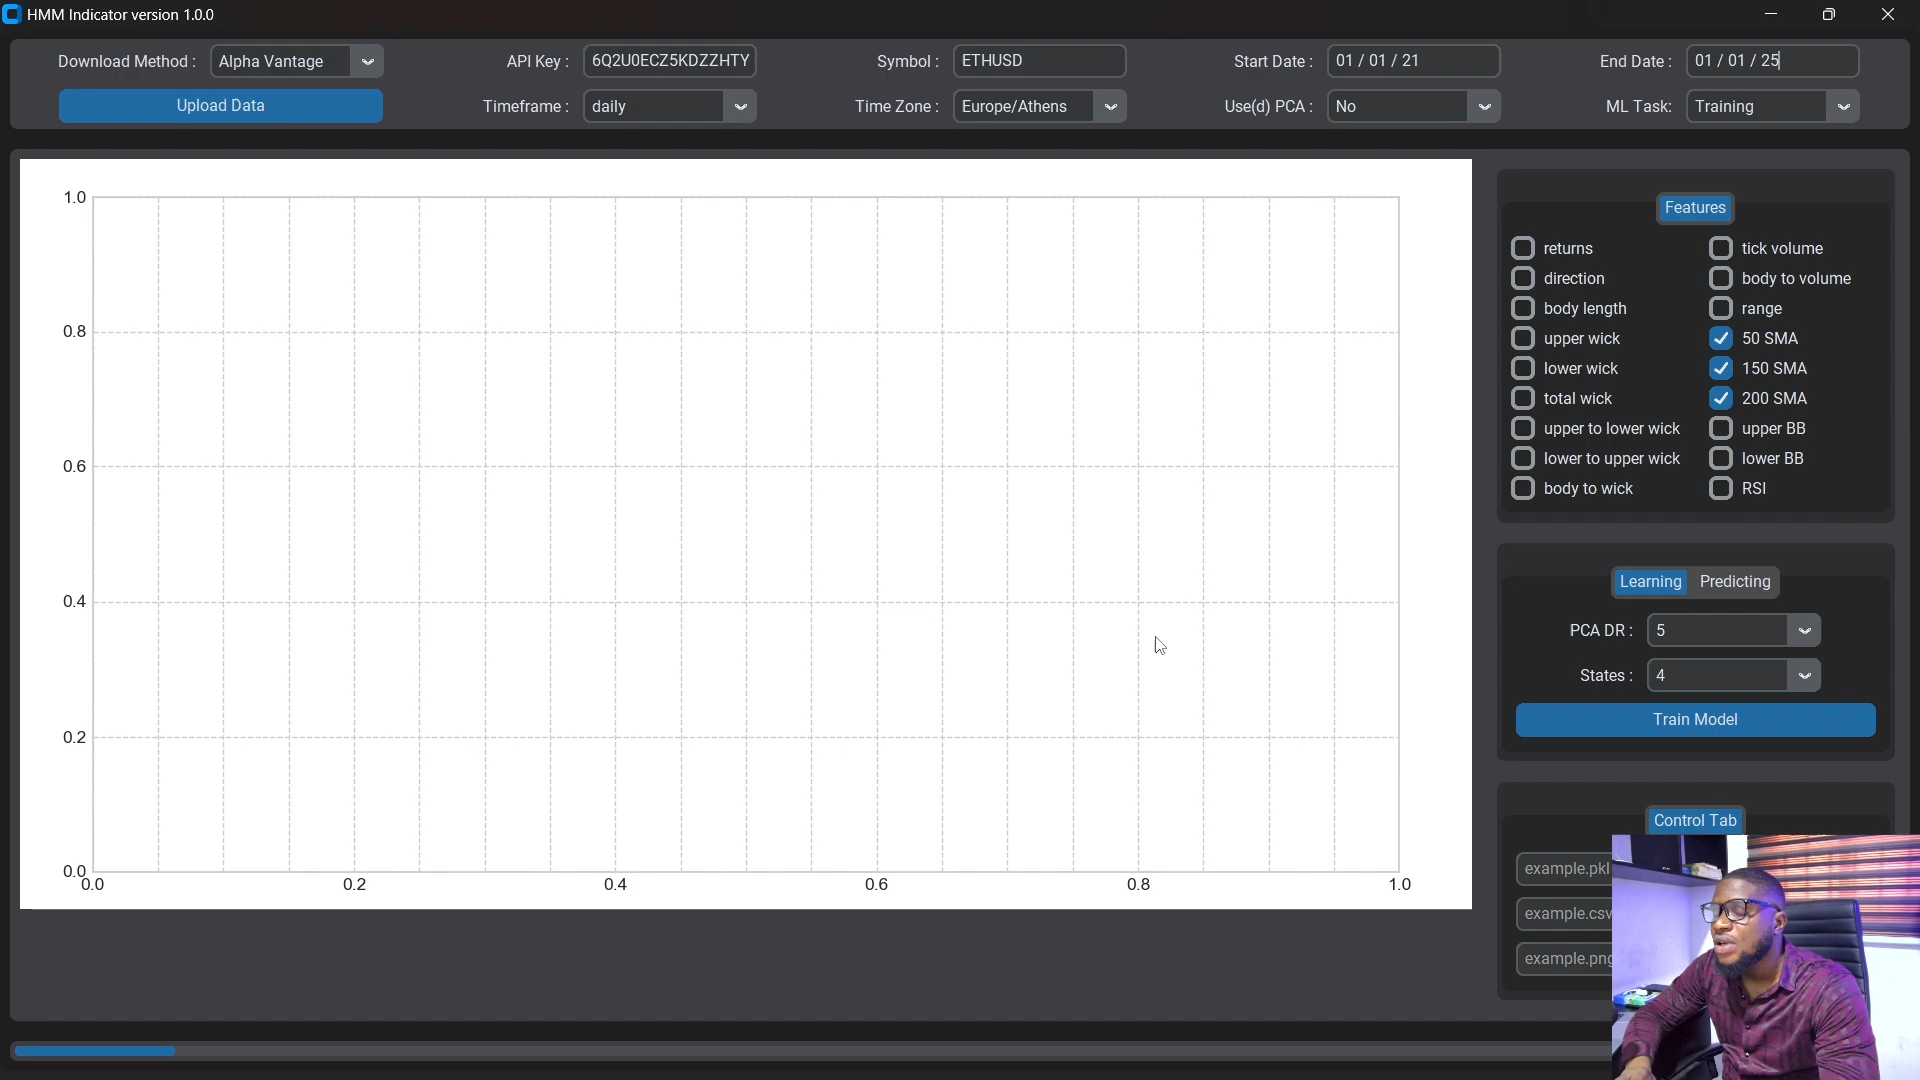 HMM Indicator version 1.0.0
Download Method : Alpha Vantage API Key : 6Q2U0ECZ5KDZZHTY Symbol : ETHUSD Start Date : 01 / 01 / 21 End Date : 01 / 01 / 25
Upload Data Timeframe : daily Time Zone : Europe/Athens Use(d) PCA : No ML Task: Training
1.0
0.8
0.6
0.4
0.2
0.0
0.0 0.2 0.4 0.6 0.8 1.0
Features
returns tick volume
direction body to volume
body length range
upper wick 50 SMA
lower wick 150 SMA
total wick 200 SMA
upper to lower wick upper BB
lower to upper wick lower BB
body to wick RSI
Learning Predicting
PCA DR : 5
States : 4
Train Model
Control Tab
example.pkl
example.csv
example.png